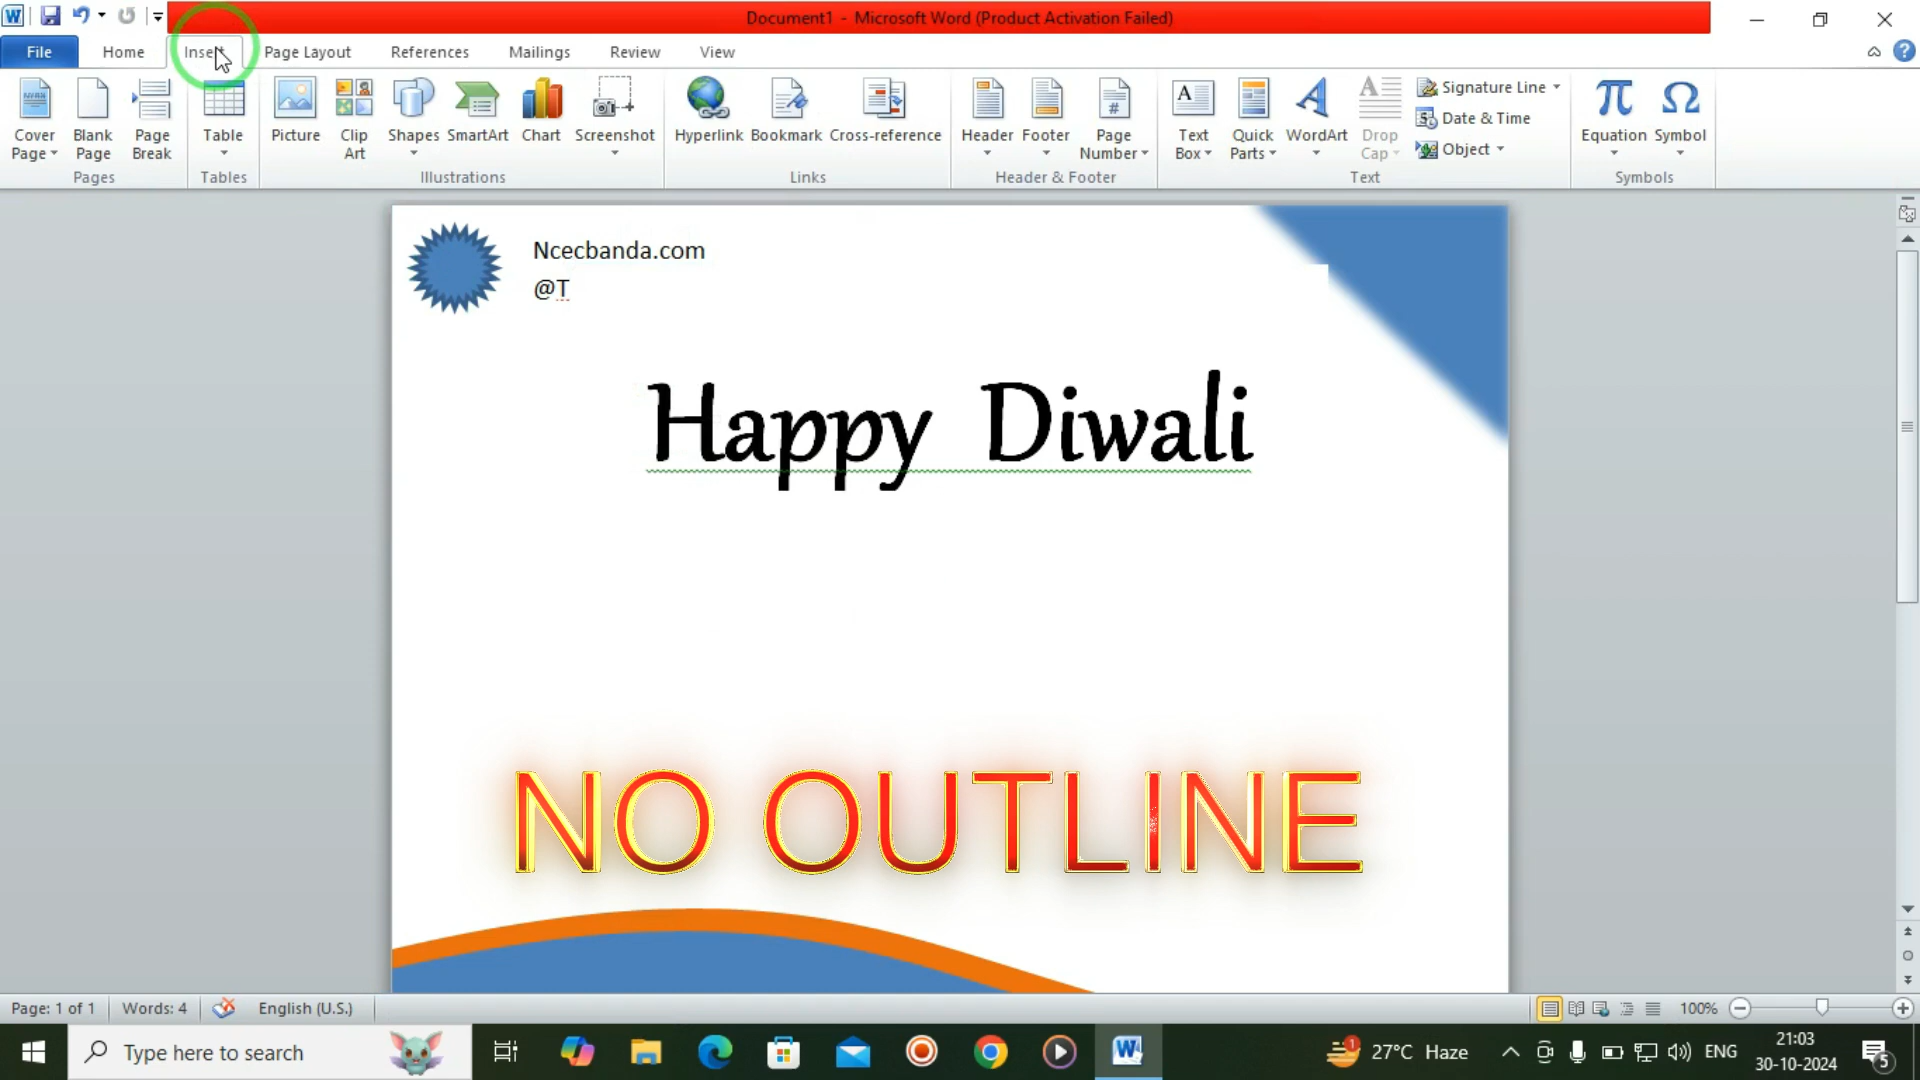 Document1 - Microsoft Word (Product Activation Failed)
File Home Insert Page Layout References Mailings Review View
Cover Page
Blank Page
Page Break
Table
Picture
Clip Art
Shapes
SmartArt
Chart
Screenshot
Hyperlink
Bookmark
Cross-reference
Header
Footer
Page Number
Text Box
Quick Parts
WordArt
Drop Cap
Signature Line
Date & Time
Object
Equation
Symbol
Pages Tables Illustrations Links Header & Footer Text Symbols
Ncecbanda.com
@T
Happy Diwali
NO OUTLINE
Page: 1 of 1 Words: 4 English (U.S.) 100%
Type here to search
1
27°C Haze
ENG
21:03
30-10-2024
5